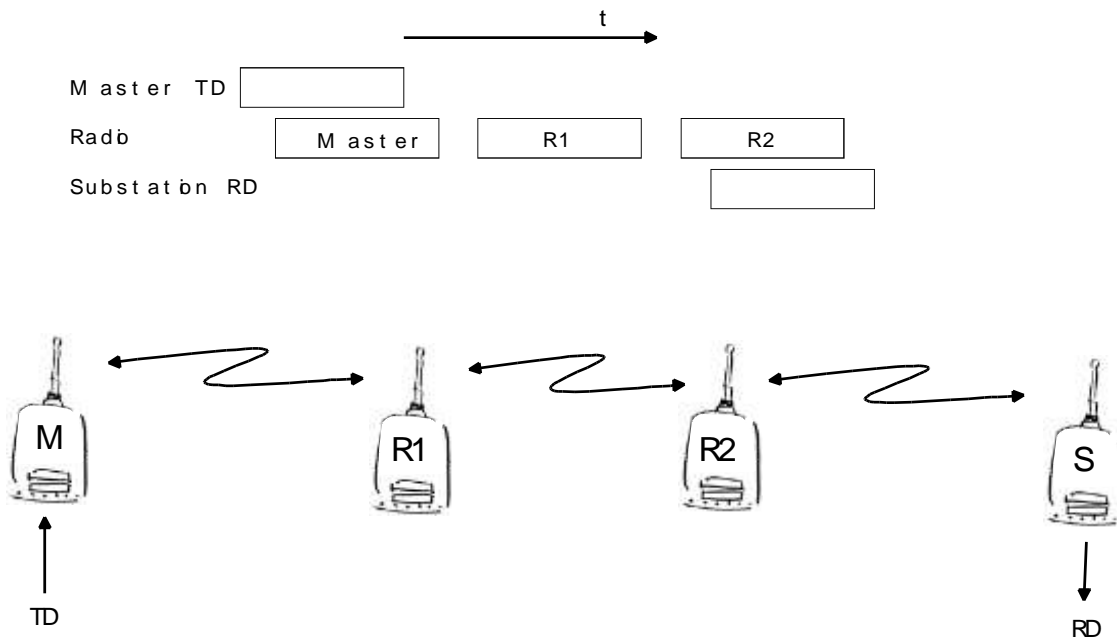 t
Master TD
Radio Master R1 R2
Substation RD
M R1 R2 S
TD RD